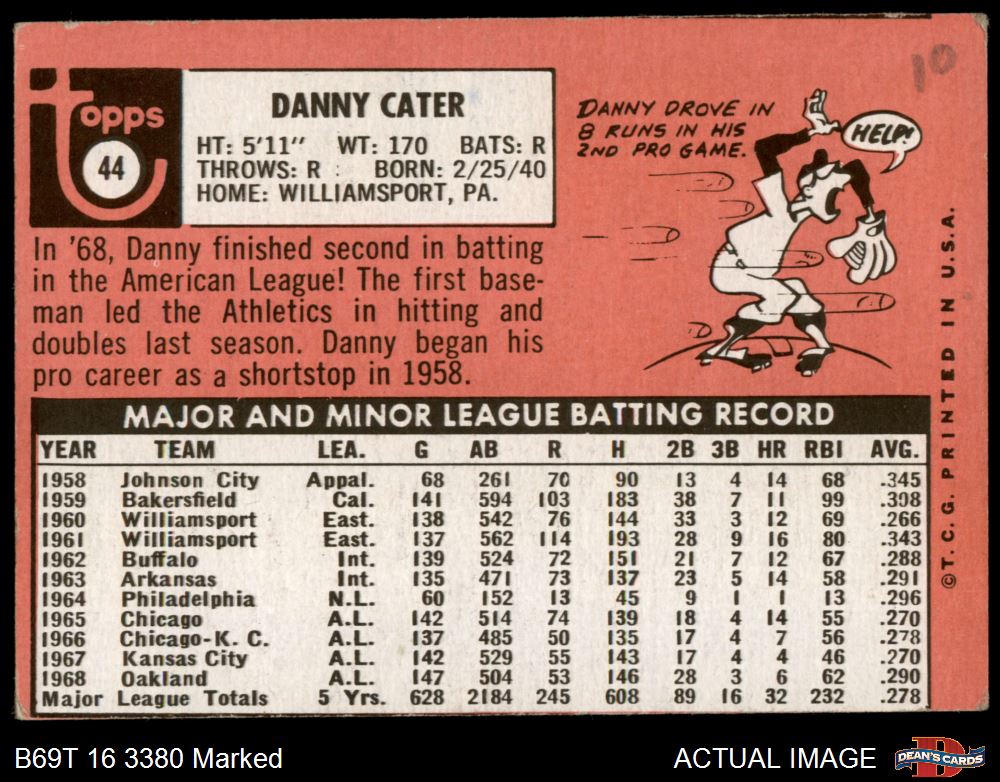 10
topps
44
DANNY CATER
HT: 5'11" WT: 170 BATS: R
THROWS: R BORN: 2/25/40
HOME: WILLIAMSPORT, PA.
DANNY DROVE IN
8 RUNS IN HIS
2ND PRO GAME.
HELP!
In '68, Danny finished second in batting
in the American League! The first base-
man led the Athletics in hitting and
doubles last season. Danny began his
pro career as a shortstop in 1958.
MAJOR AND MINOR LEAGUE BATTING RECORD
YEAR TEAM LEA. G AB R H 2B 3B HR RBI AVG.
1958 Johnson City Appal. 68 261 70 90 13 4 14 68 .345
1959 Bakersfield Cal. 141 594 103 183 38 7 11 99 .308
1960 Williamsport East. 138 542 76 144 33 3 12 69 .266
1961 Williamsport East. 137 562 114 193 28 9 16 80 .343
1962 Buffalo Int. 139 524 72 151 21 7 12 67 .288
1963 Arkansas Int. 135 471 73 137 23 5 14 58 .291
1964 Philadelphia N.L. 60 152 13 45 9 1 1 13 .296
1965 Chicago A.L. 142 514 74 139 18 4 14 55 .270
1966 Chicago-K. C. A.L. 137 485 50 135 17 4 7 56 .278
1967 Kansas City A.L. 142 529 55 143 17 4 4 46 .270
1968 Oakland A.L. 147 504 53 146 28 3 6 62 .290
Major League Totals 5 Yrs. 628 2184 245 608 89 16 32 232 .278
©T.C.G. PRINTED IN U.S.A.
B69T 16 3380 Marked
ACTUAL IMAGE
D
DEAN'S CARDS